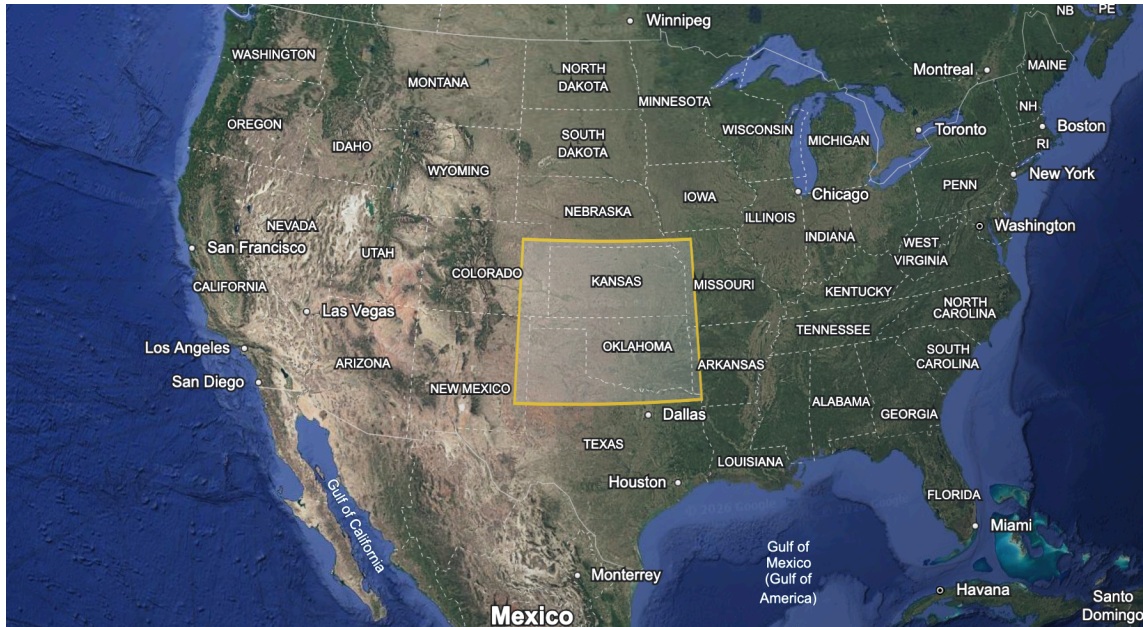 Winnipeg
NB
PE
WASHINGTON
MONTANA
NORTH
DAKOTA
MINNESOTA
Montreal
MAINE
OREGON
IDAHO
SOUTH
DAKOTA
WISCONSIN
MICHIGAN
Toronto
NH
Boston
RI
WYOMING
IOWA
Chicago
PENN
New York
NEBRASKA
ILLINOIS
INDIANA
Washington
NEVADA
San Francisco
UTAH
COLORADO
KANSAS
MISSOURI
WEST
VIRGINIA
CALIFORNIA
Las Vegas
KENTUCKY
NORTH
CAROLINA
TENNESSEE
Los Angeles
ARIZONA
OKLAHOMA
ARKANSAS
SOUTH
CAROLINA
San Diego
NEW MEXICO
ALABAMA
GEORGIA
Dallas
TEXAS
LOUISIANA
Houston
FLORIDA
Gulf of California
Miami
Gulf of
Mexico
(Gulf of
America)
Monterrey
Havana
Santo
Domingo
Mexico